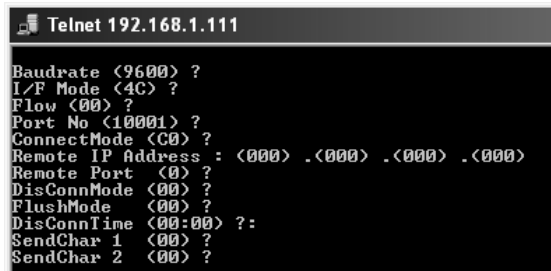 Telnet 192.168.1.111
Baudrate (9600) ?
I/F Mode (4C) ?
Flow (00) ?
Port No (10001) ?
ConnectMode (C0) ?
Remote IP Address : (000) .(000) .(000) .(000)
Remote Port  (0) ?
DisConnMode (00) ?
FlushMode   (00) ?
DisConnTime (00:00) ?:
SendChar 1  (00) ?
SendChar 2  (00) ?